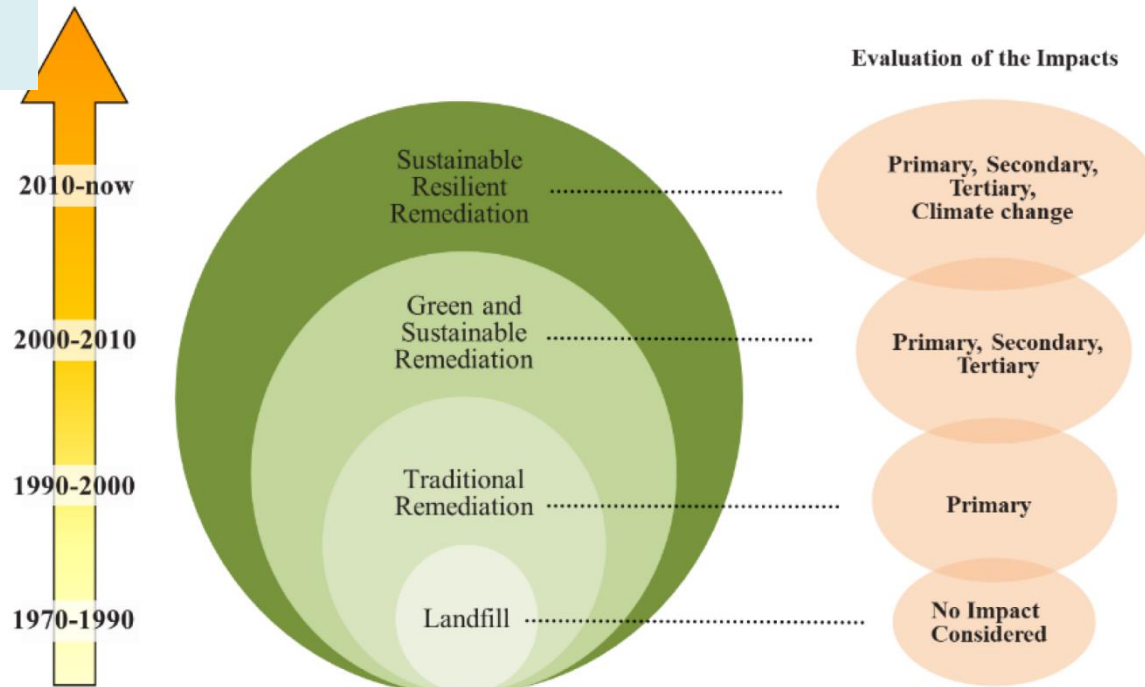 Evaluation of the Impacts
2010-now
Sustainable
Resilient
Remediation
Primary, Secondary,
Tertiary,
Climate change
2000-2010
Green and
Sustainable
Remediation
Primary, Secondary,
Tertiary
1990-2000
Traditional
Remediation
Primary
1970-1990
Landfill
No Impact
Considered